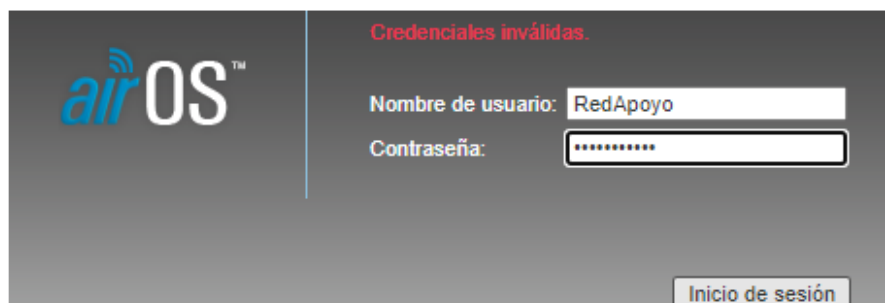 airOS™
Credenciales inválidas.
Nombre de usuario: RedApoyo
Contraseña: •••••••••••
Inicio de sesión